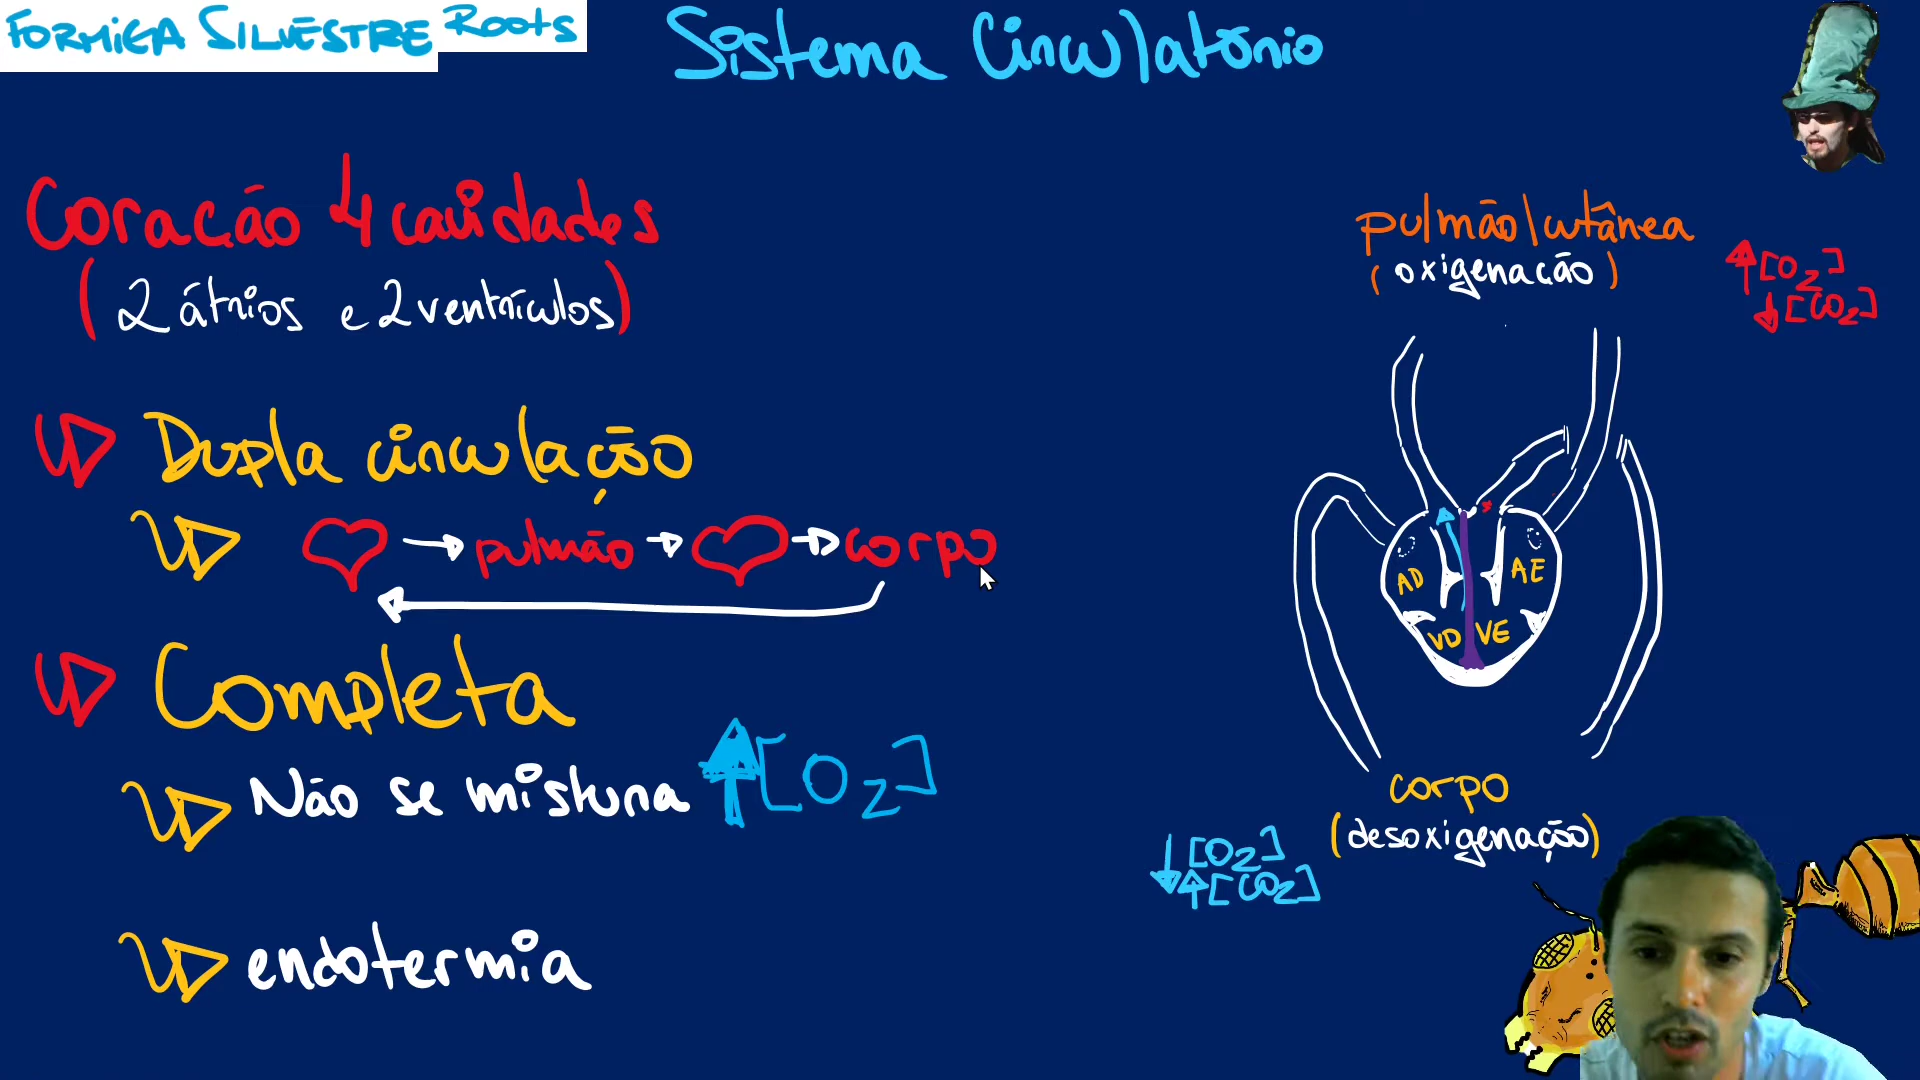 FORMIGA SILVESTRE Roots
Sistema Circulatório
Coração 4 cavidades
(2 átrios e 2 ventrículos)
Dupla circulação
→ pulmão → → corpo
Completa
Não se mistura ↑[O2]
endotermia
pulmão/cutânea
(oxigenação)
↑[O2]
↓[CO2]
AD AE
VD VE
corpo
(desoxigenação)
↓[O2]
↑[CO2]